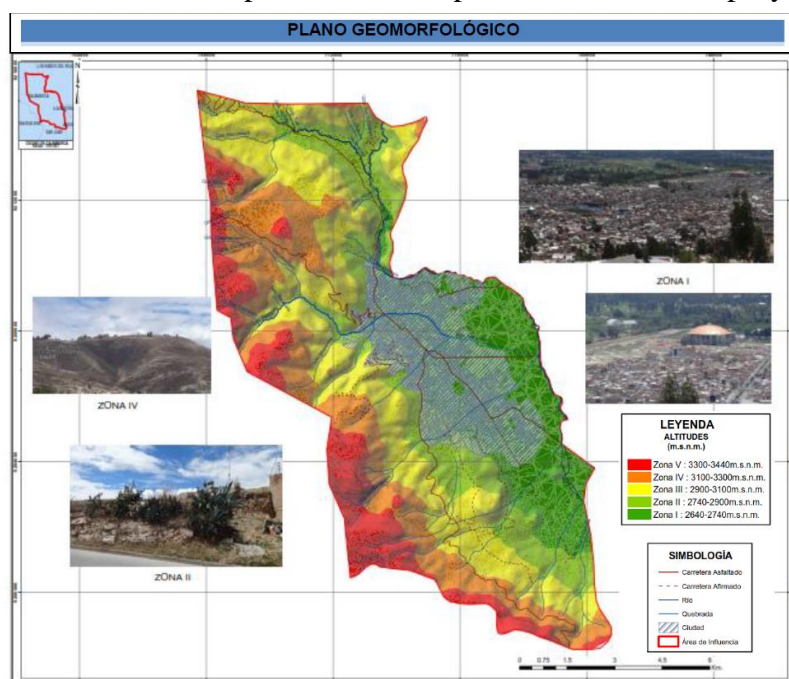 PLANO GEOMORFOLÓGICO
N
ZONA I
ZONA IV
ZONA II
LEYENDA
ALTITUDES
(m.s.n.m.)
Zona V : 3300-3440m.s.n.m.
Zona IV : 3100-3300m.s.n.m.
Zona III : 2900-3100m.s.n.m.
Zona II : 2740-2900m.s.n.m.
Zona I : 2640-2740m.s.n.m.
SIMBOLOGÍA
Carretera Asfaltado
Carretera Afirmado
Río
Quebrada
Ciudad
Área de Influencia
0 0.75 1.5 3 4.5 6
Km.